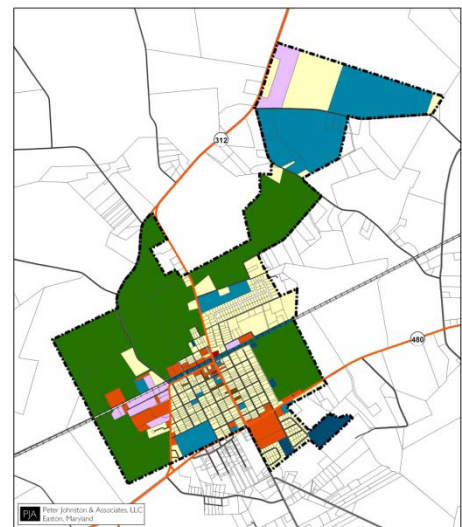 312
480
PJA Peter Johnston & Associates, LLC
Easton, Maryland